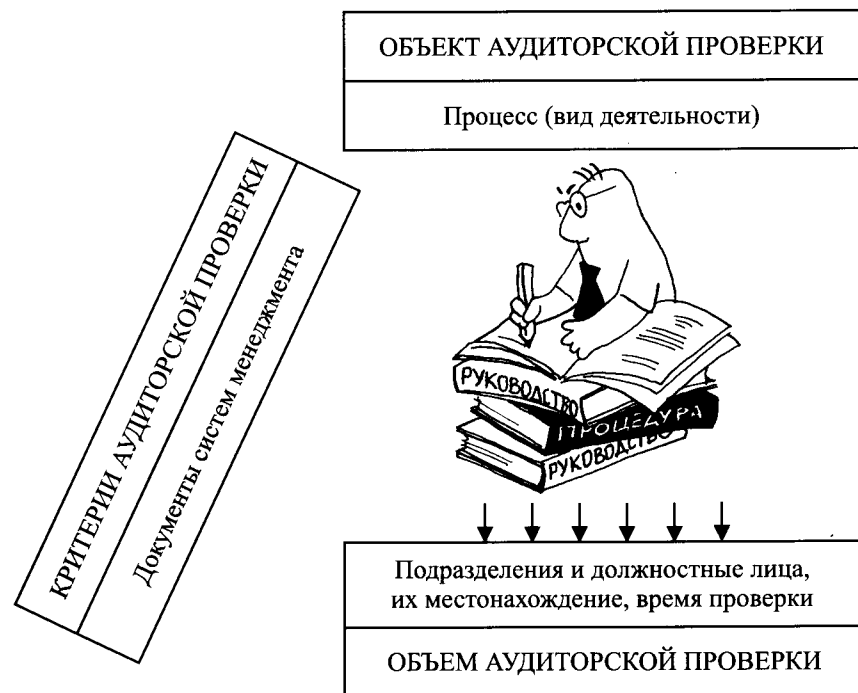 ОБЪЕКТ АУДИТОРСКОЙ ПРОВЕРКИ
Процесс (вид деятельности)
КРИТЕРИИ АУДИТОРСКОЙ ПРОВЕРКИ
Документы систем менеджмента
РУКОВОДСТВО
ПРОЦЕДУРА
РУКОВОДСТВО
Подразделения и должностные лица,
их местонахождение, время проверки
ОБЪЕМ АУДИТОРСКОЙ ПРОВЕРКИ